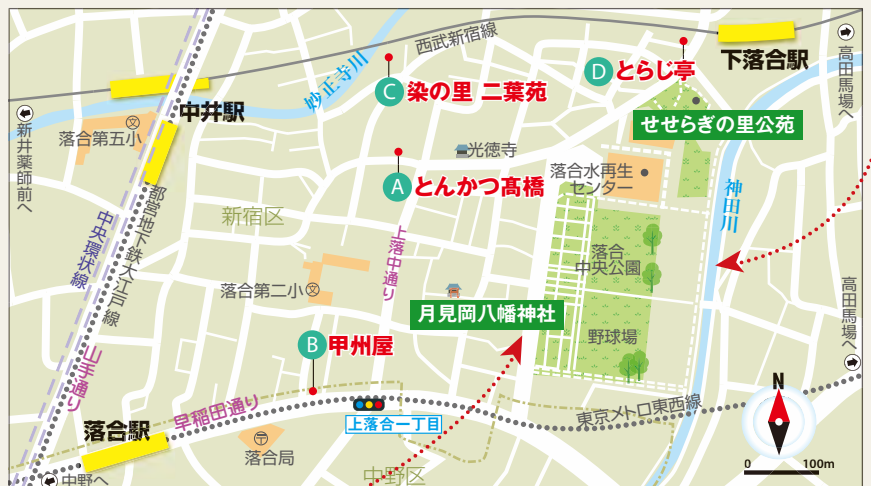 西武新宿線
下落合駅
D とらじ亭
高田馬場へ
妙正寺川
C 染の里 二葉苑
せせらぎの里公苑
中井駅
文
落合第五小
新井薬師前へ
光徳寺
落合水再生
センター
A とんかつ髙橋
神田川
都営地下鉄大江戸線
中央環状線
新宿区
上落中通り
落合
中央公園
落合第二小
文
月見岡八幡神社
高田馬場へ
野球場
B 甲州屋
山手通り
早稲田通り
落合駅
上落合一丁目
東京メトロ東西線
N
〒
落合局
中野区
中野へ
0 100m